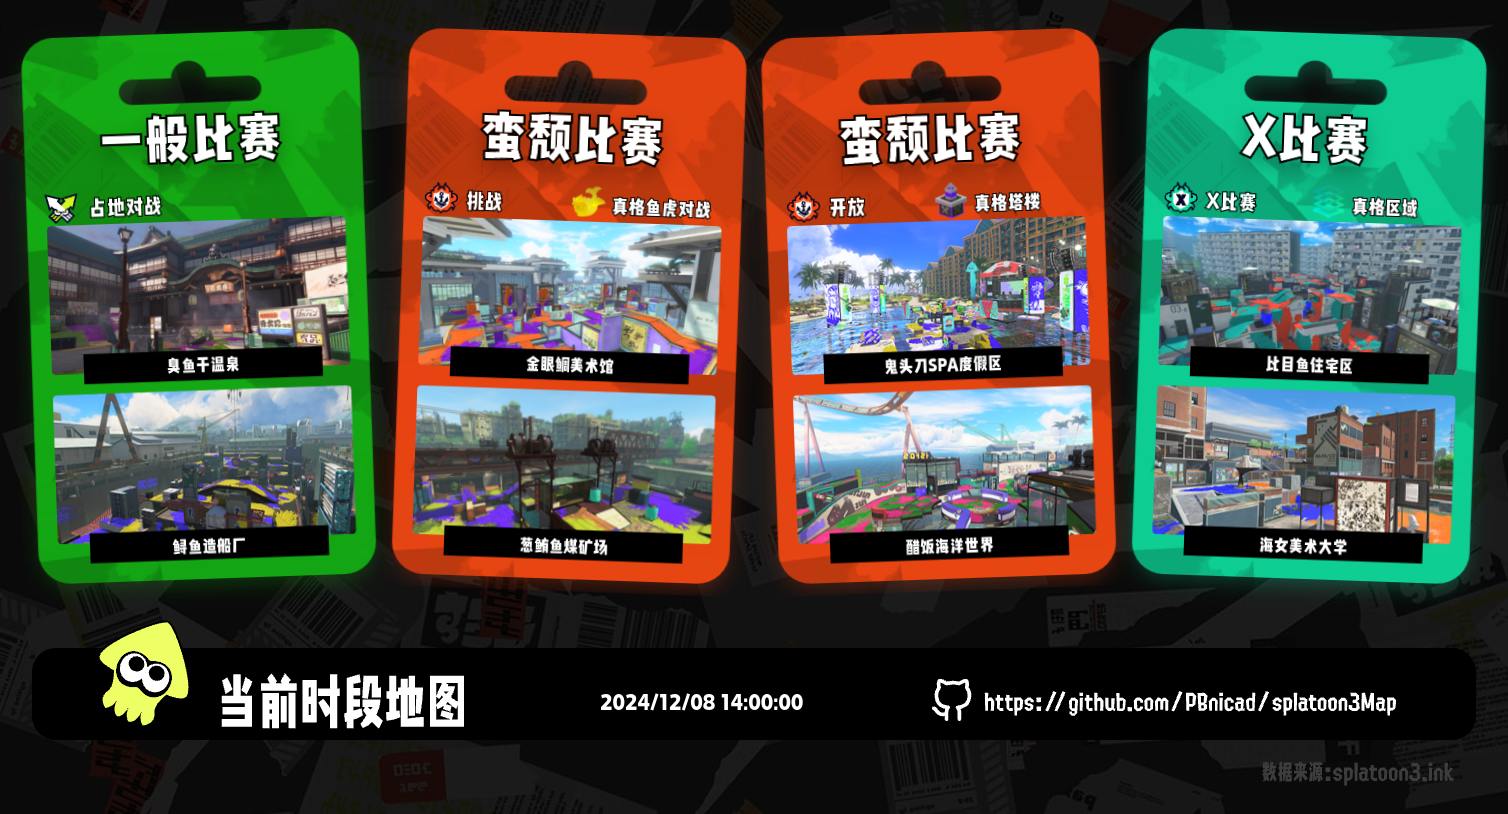 一般比赛
占地对战
臭鱼干温泉
鲟鱼造船厂
蛮颓比赛
挑战
真格鱼虎对战
金眼鲷美术馆
葱鲔鱼煤矿场
蛮颓比赛
开放
真格塔楼
鬼头刀SPA度假区
醋饭海洋世界
X比赛
X比赛
真格区域
比目鱼住宅区
海女美术大学
当前时段地图
2024/12/08 14:00:00
https://github.com/PBnicad/splatoon3Map
数据来源:splatoon3.ink